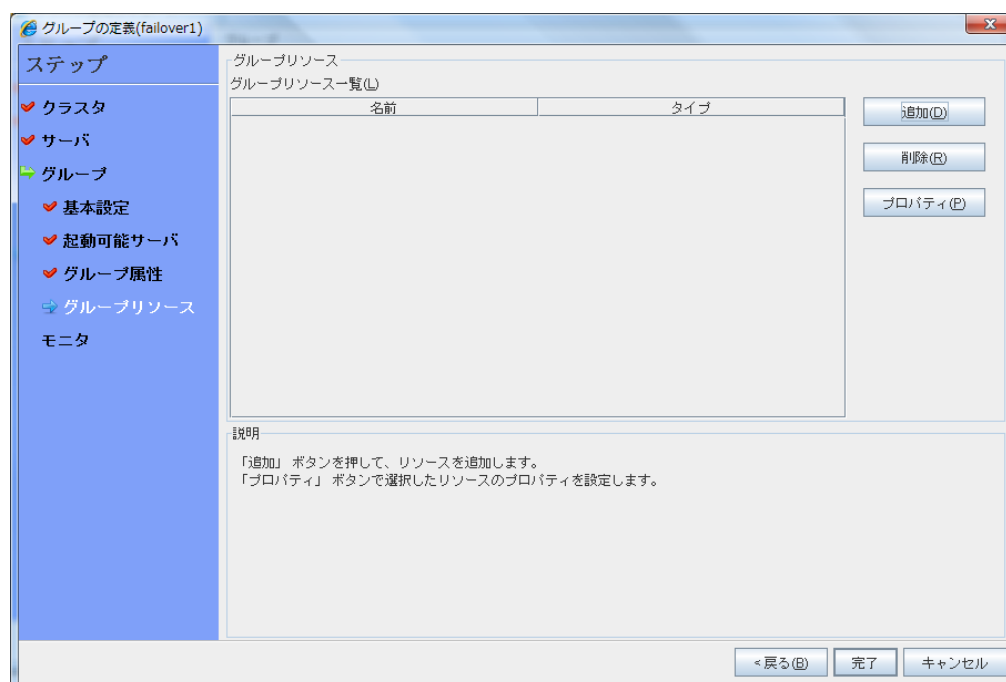 グループの定義(failover1)
ステップ
クラスタ
サーバ
グループ
基本設定
起動可能サーバ
グループ属性
グループリソース
モニタ
グループリソース
グループリソース一覧(L)
名前 タイプ
追加(D)
削除(R)
プロパティ(P)
説明
「追加」 ボタンを押して、リソースを追加します。
「プロパティ」 ボタンで選択したリソースのプロパティを設定します。
<戻る(B) 完了 キャンセル